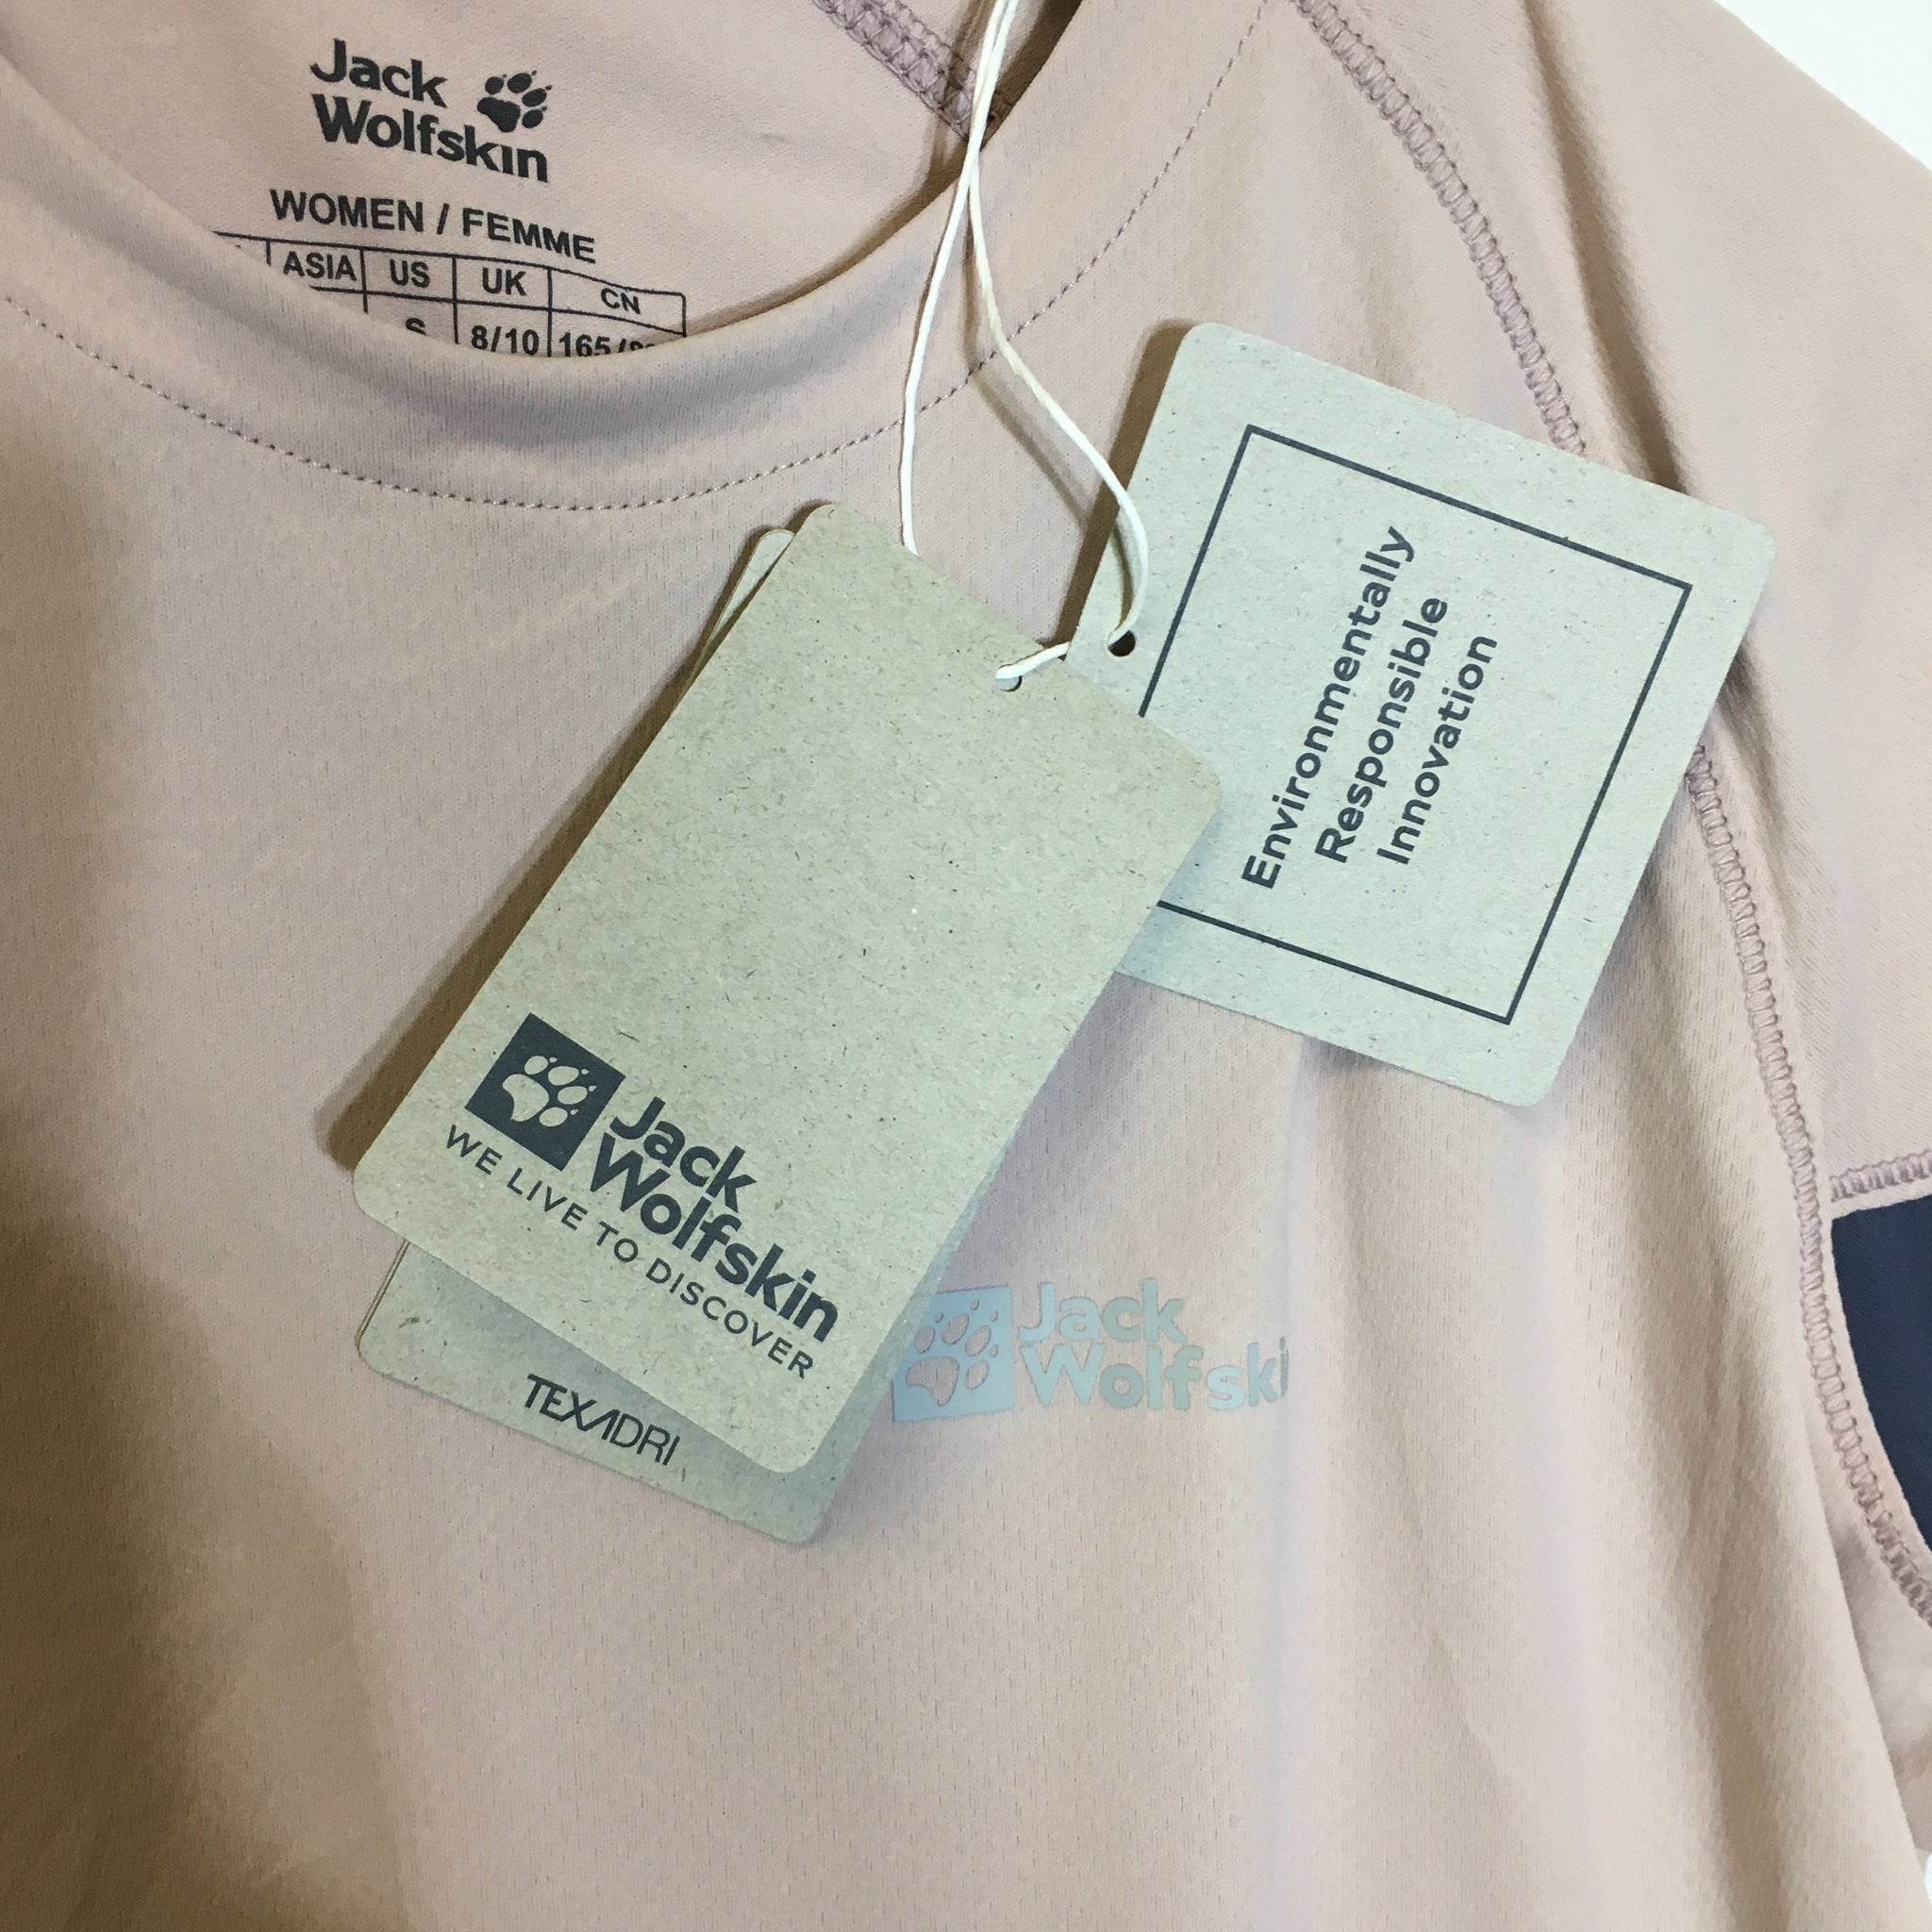 Jack
Wolfskin
WOMEN / FEMME
ASIA US UK CN
S 8/10
Environmentally
Responsible
Innovation
Jack
Wolfskin
WE LIVE TO DISCOVER
TEXADRI
Jack
Wolfski